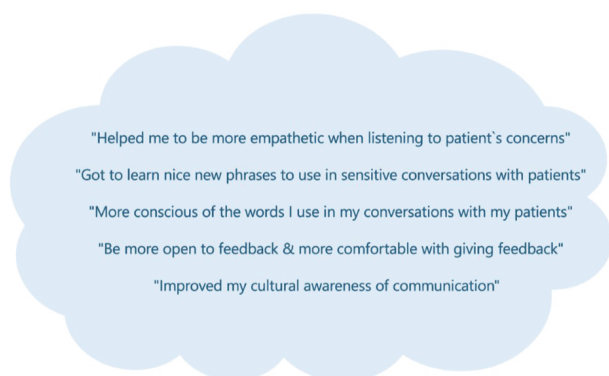 "Helped me to be more empathetic when listening to patient`s concerns"
"Got to learn nice new phrases to use in sensitive conversations with patients"
"More conscious of the words I use in my conversations with my patients"
"Be more open to feedback & more comfortable with giving feedback"
"Improved my cultural awareness of communication"